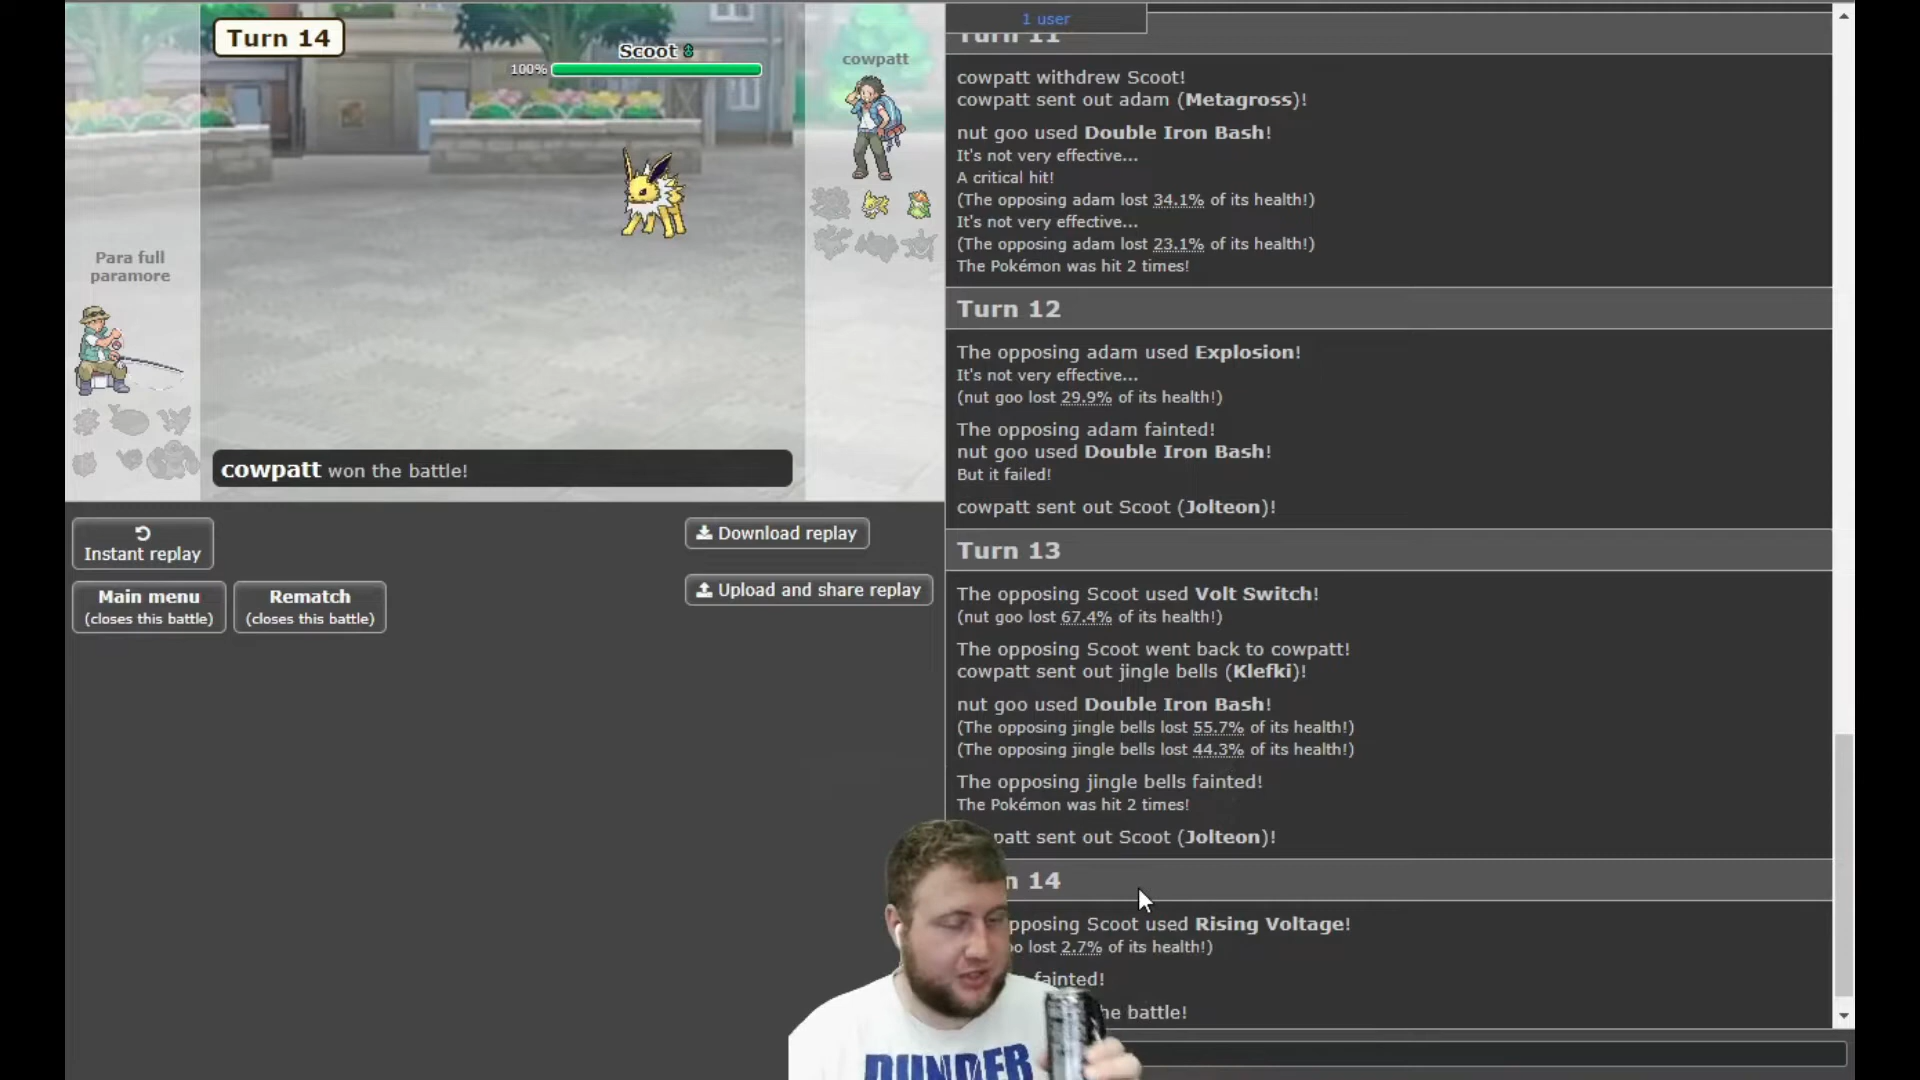 Turn 14
Scoot
100%
cowpatt
Para full
paramore
cowpatt won the battle!
Instant replay
Download replay
Upload and share replay
Main menu
(closes this battle)
Rematch
(closes this battle)
1 user
Turn 11
cowpatt withdrew Scoot!
cowpatt sent out adam (Metagross)!
nut goo used Double Iron Bash!
It's not very effective...
A critical hit!
(The opposing adam lost 34.1% of its health!)
It's not very effective...
(The opposing adam lost 23.1% of its health!)
The Pokémon was hit 2 times!
Turn 12
The opposing adam used Explosion!
It's not very effective...
(nut goo lost 29.9% of its health!)
The opposing adam fainted!
nut goo used Double Iron Bash!
But it failed!
cowpatt sent out Scoot (Jolteon)!
Turn 13
The opposing Scoot used Volt Switch!
(nut goo lost 67.4% of its health!)
The opposing Scoot went back to cowpatt!
cowpatt sent out jingle bells (Klefki)!
nut goo used Double Iron Bash!
(The opposing jingle bells lost 55.7% of its health!)
(The opposing jingle bells lost 44.3% of its health!)
The opposing jingle bells fainted!
The Pokémon was hit 2 times!
patt sent out Scoot (Jolteon)!
n 14
pposing Scoot used Rising Voltage!
oo lost 2.7% of its health!)
fainted!
he battle!
DUNDER